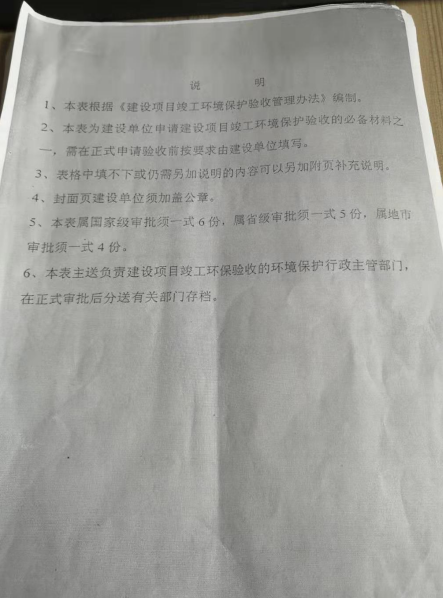 说 明
1、本表根据《建设项目竣工环境保护验收管理办法》编制。
2、本表为建设单位申请建设项目竣工环境保护验收的必备材料之
一，需在正式申请验收前按要求由建设单位填写。
3、表格中填不下或仍需另加说明的内容可以另加附页补充说明。
4、封面页建设单位须加盖公章。
5、本表属国家级审批须一式6份，属省级审批须一式5份，属地市
审批须一式4份。
6、本表主送负责建设项目竣工环保验收的环境保护行政主管部门，
在正式审批后分送有关部门存档。